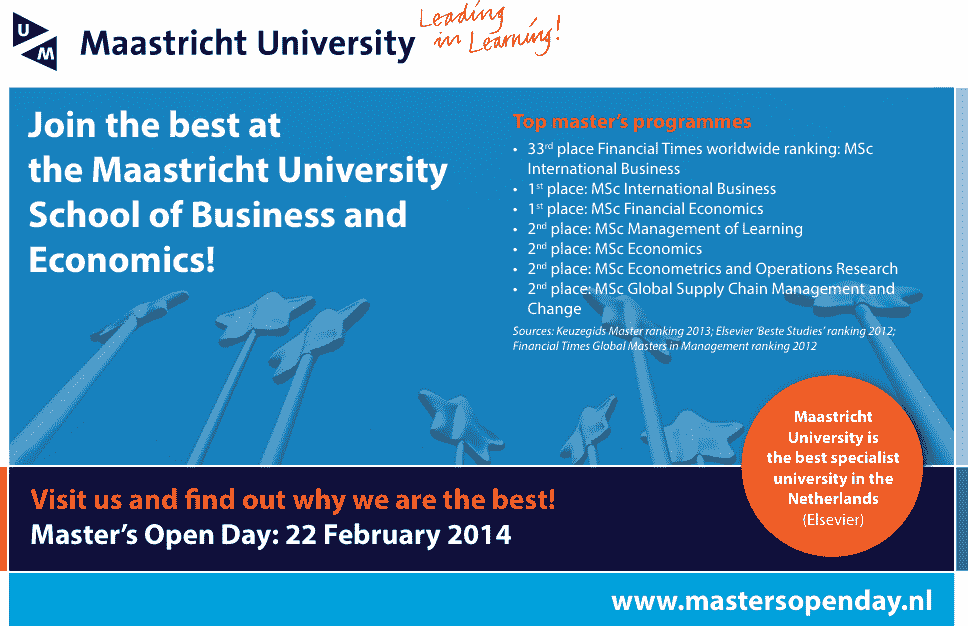 U
M
Maastricht University
Leading
in Learning!
Join the best at
the Maastricht University
School of Business and
Economics!
Top master's programmes
• 33rd place Financial Times worldwide ranking: MSc
International Business
• 1st place: MSc International Business
• 1st place: MSc Financial Economics
• 2nd place: MSc Management of Learning
• 2nd place: MSc Economics
• 2nd place: MSc Econometrics and Operations Research
• 2nd place: MSc Global Supply Chain Management and
Change
Sources: Keuzegids Master ranking 2013; Elsevier 'Beste Studies' ranking 2012;
Financial Times Global Masters in Management ranking 2012
Maastricht
University is
the best specialist
university in the
Netherlands
(Elsevier)
Visit us and find out why we are the best!
Master's Open Day: 22 February 2014
www.mastersopenday.nl